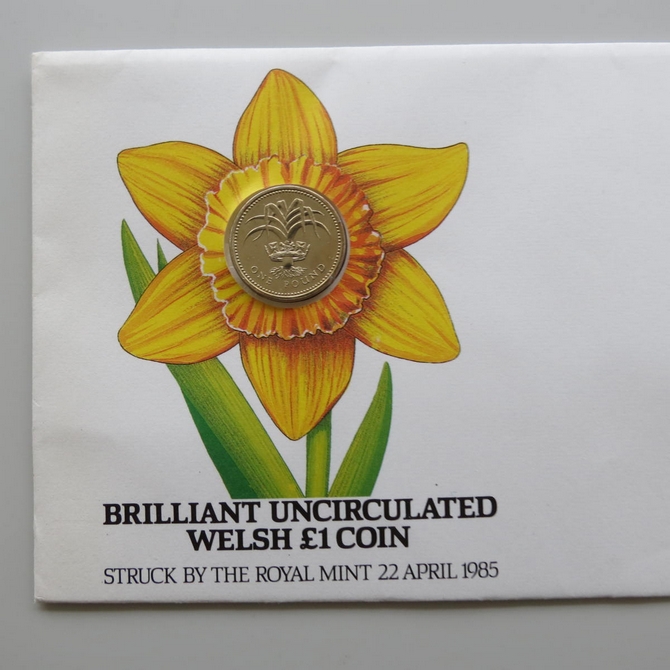 ONE POUND
BRILLIANT UNCIRCULATED
WELSH £1 COIN
STRUCK BY THE ROYAL MINT 22 APRIL 1985